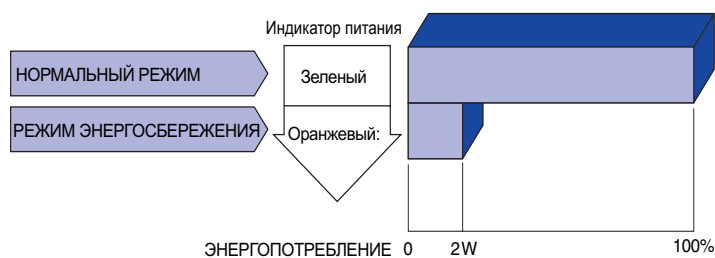 Индикатор питания
НОРМАЛЬНЫЙ РЕЖИМ
Зеленый
РЕЖИМ ЭНЕРГОСБЕРЕЖЕНИЯ
Оранжевый:
ЭНЕРГОПОТРЕБЛЕНИЕ 0 2W 100%